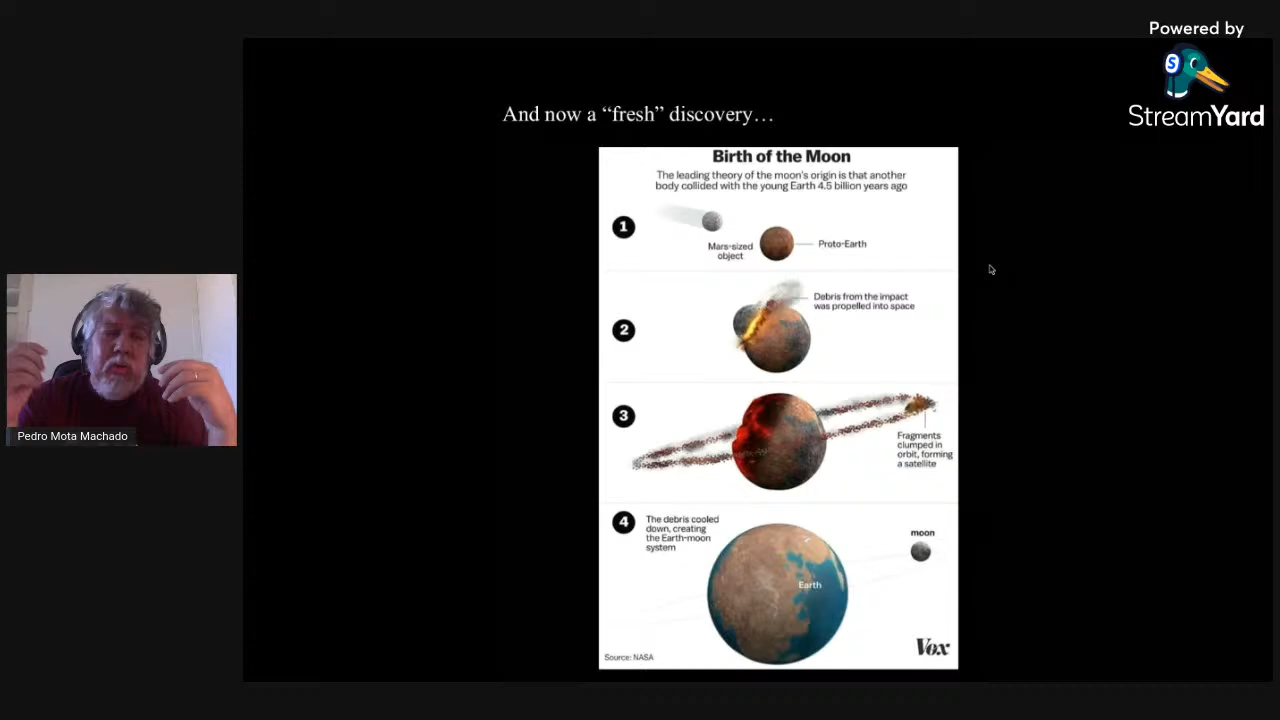 Powered by
S
StreamYard
And now a “fresh” discovery…
Birth of the Moon
The leading theory of the moon's origin is that another
body collided with the young Earth 4.5 billion years ago
1
Mars-sized
object
Proto-Earth
2
Debris from the impact
was propelled into space
3
Fragments
clumped in
orbit, forming
a satellite
4
The debris cooled
down, creating
the Earth-moon
system
moon
Earth
Source: NASA
Vox
Pedro Mota Machado